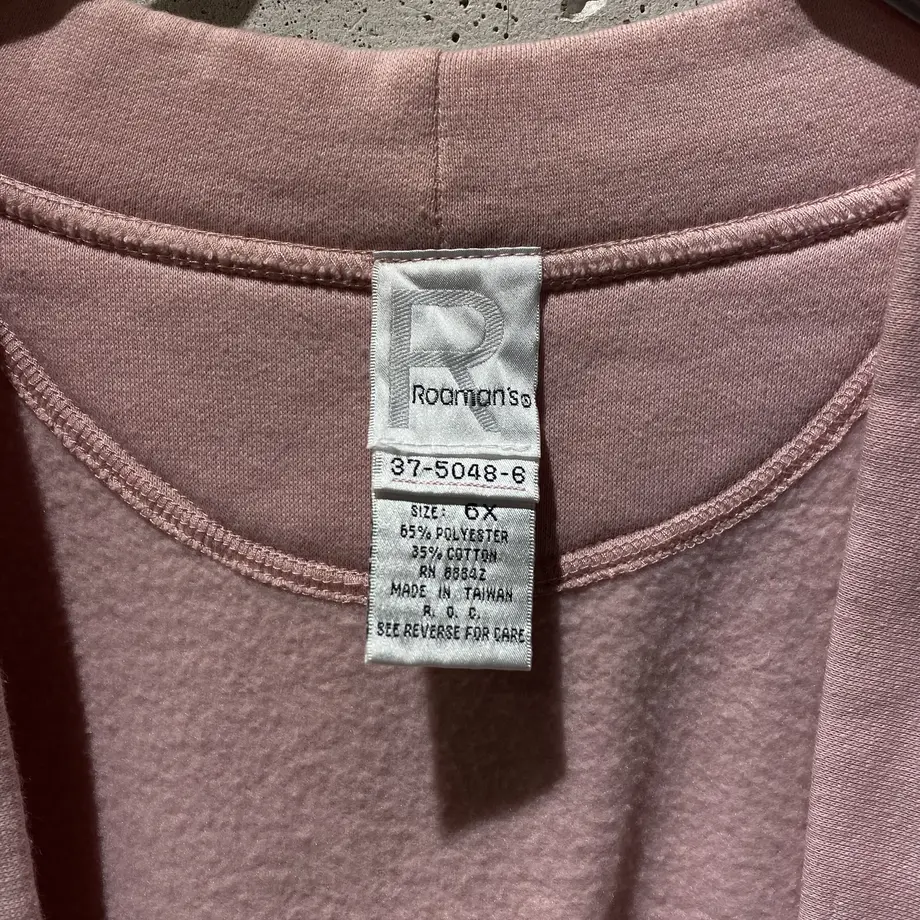 R
Roaman's®
37-5048-6
SIZE: 6X
65% POLYESTER
35% COTTON
RN 88842
MADE IN TAIWAN
R. O. C.
SEE REVERSE FOR CARE